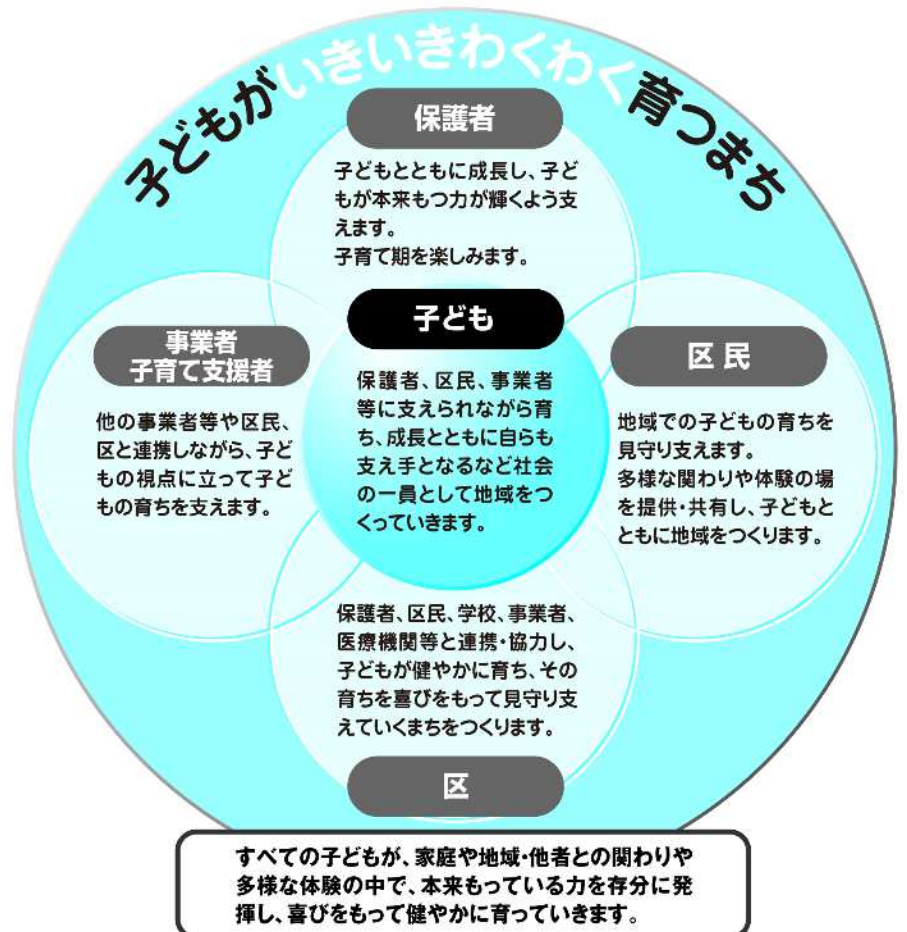 子どもがいきいきわくわく育つまち
保護者
子どもとともに成長し、子ど
もが本来もつ力が輝くよう支
えます。
子育て期を楽しみます。
事業者
子育て支援者
他の事業者等や区民、
区と連携しながら、子ど
もの視点に立って子ど
もの育ちを支えます。
子ども
保護者、区民、事業者
等に支えられながら育
ち、成長とともに自らも
支え手となるなど社会
の一員として地域をつ
くっていきます。
区民
地域での子どもの育ちを
見守り支えます。
多様な関わりや体験の場
を提供・共有し、子どもと
ともに地域をつくります。
保護者、区民、学校、事業者、
医療機関等と連携・協力し、
子どもが健やかに育ち、その
育ちを喜びをもって見守り支
えていくまちをつくります。
区
すべての子どもが、家庭や地域・他者との関わりや
多様な体験の中で、本来もっている力を存分に発
揮し、喜びをもって健やかに育っていきます。